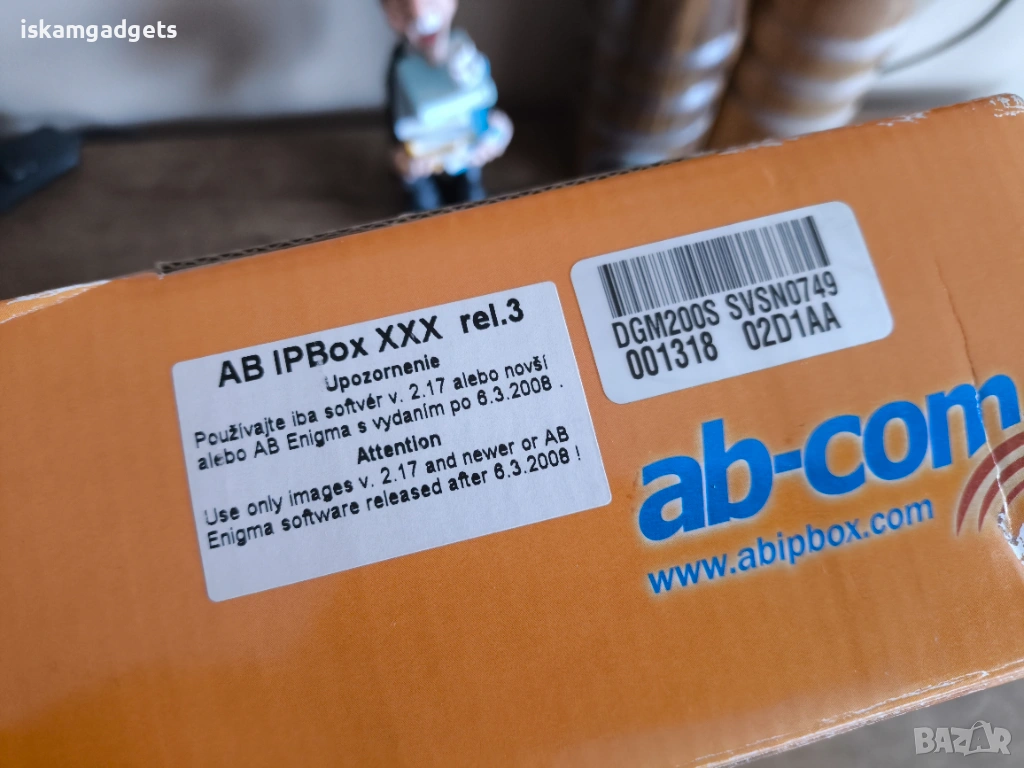 iskamgadgets
AB IPBox XXX rel.3
Upozornenie
Používajte iba softvér v. 2.17 alebo novší
alebo AB Enigma s vydaním po 6.3.2008 .
Attention
Use only images v. 2.17 and newer or AB
Enigma software released after 6.3.2008 !
DGM200S SVSN0749
001318 02D1AA
ab-com
www.abipbox.com
BAZAR